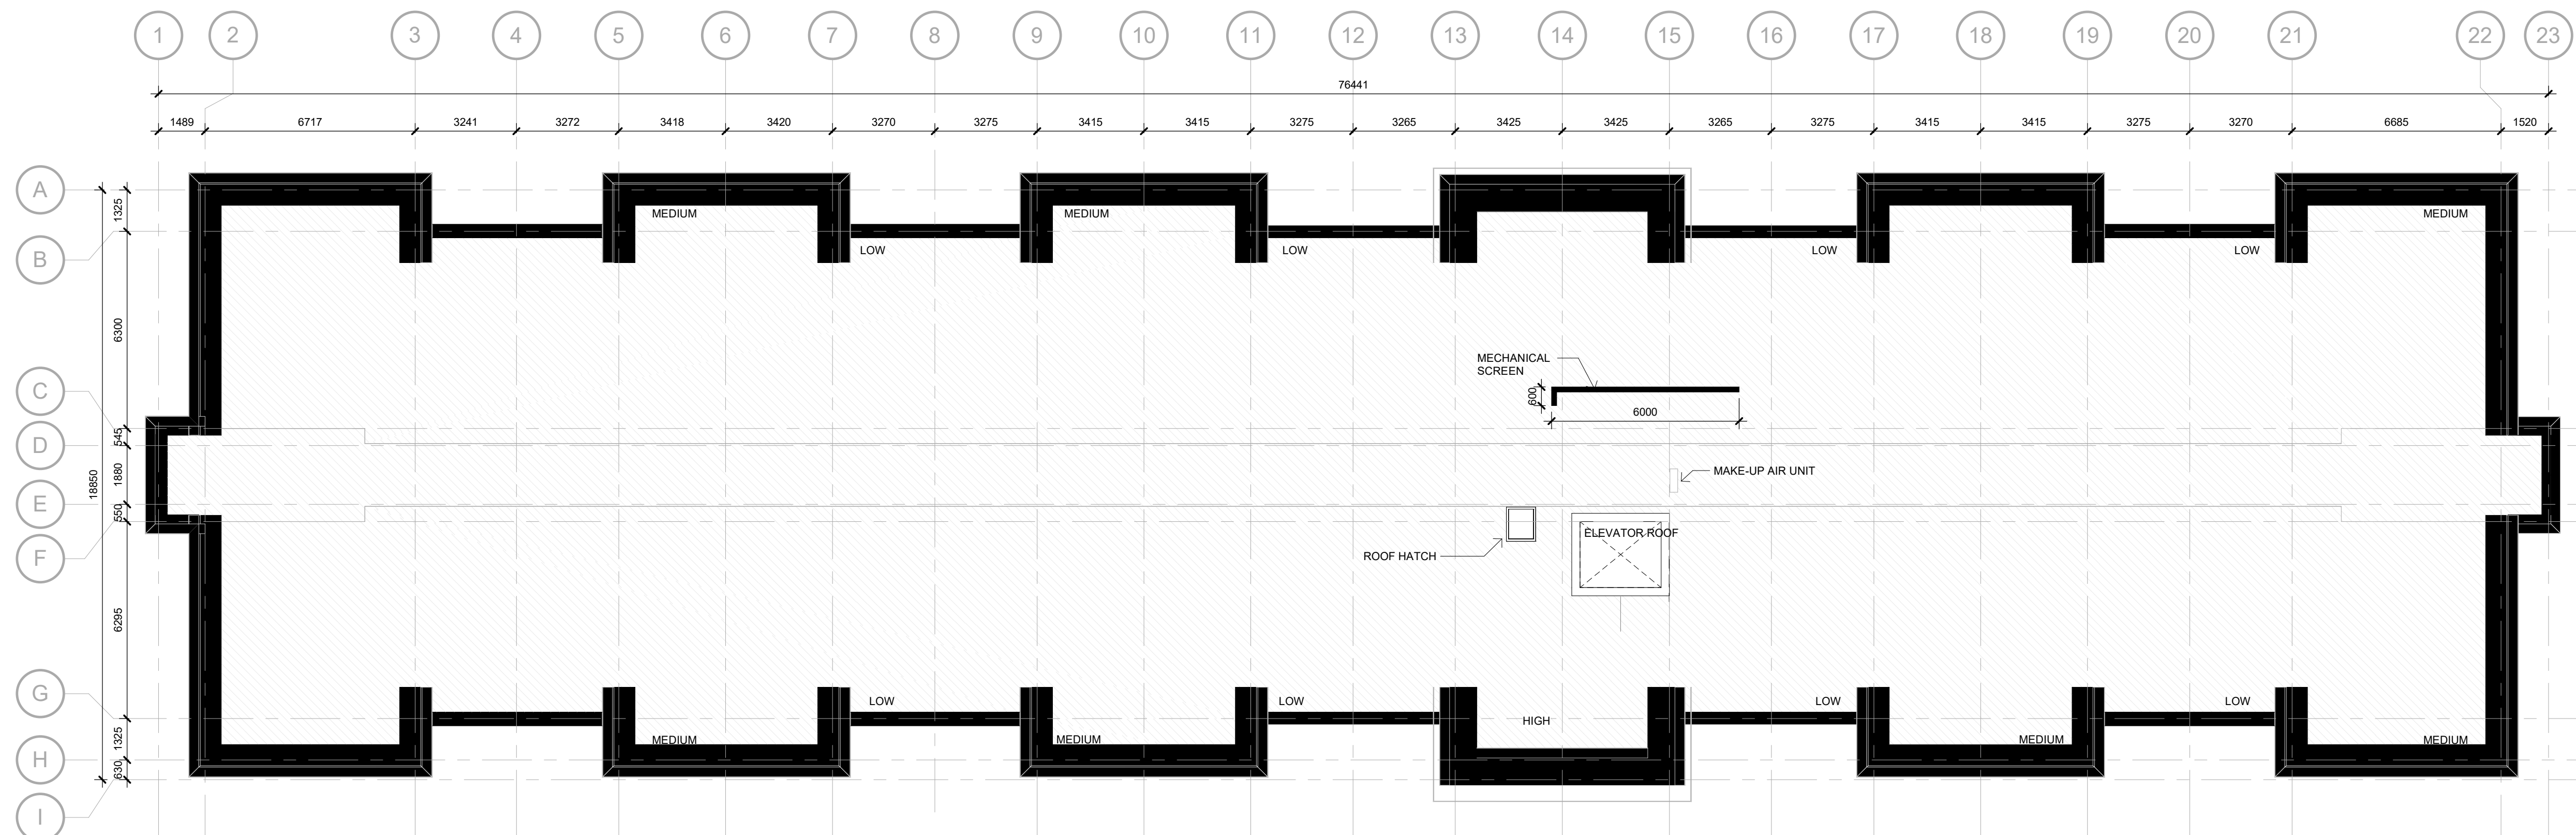 1 2 3 4 5 6 7 8 9 10 11 12 13 14 15 16 17 18 19 20 21 22 23
76441
1489 6717 3241 3272 3418 3420 3270 3275 3415 3415 3275 3265 3425 3425 3265 3275 3415 3415 3275 3270 6685 1520
A
B
C
D
E
F
G
H
I
18850
1325
6300
545
1880
550
6295
1325
630
MEDIUM MEDIUM MEDIUM
LOW LOW LOW LOW
MECHANICAL
SCREEN
600
6000
MAKE-UP AIR UNIT
ELEVATOR ROOF
ROOF HATCH
LOW LOW LOW LOW
HIGH
MEDIUM MEDIUM MEDIUM MEDIUM